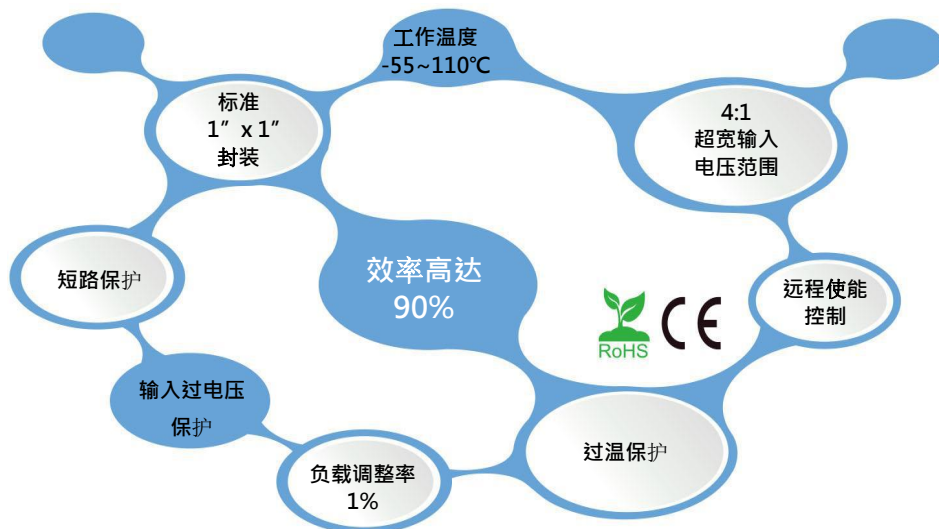 工作温度
-55~110℃
标准
1” x 1”
封装
4:1
超宽输入
电压范围
短路保护
效率高达
90%
远程使能
控制
RoHS
CE
输入过电压
保护
负载调整率
1%
过温保护